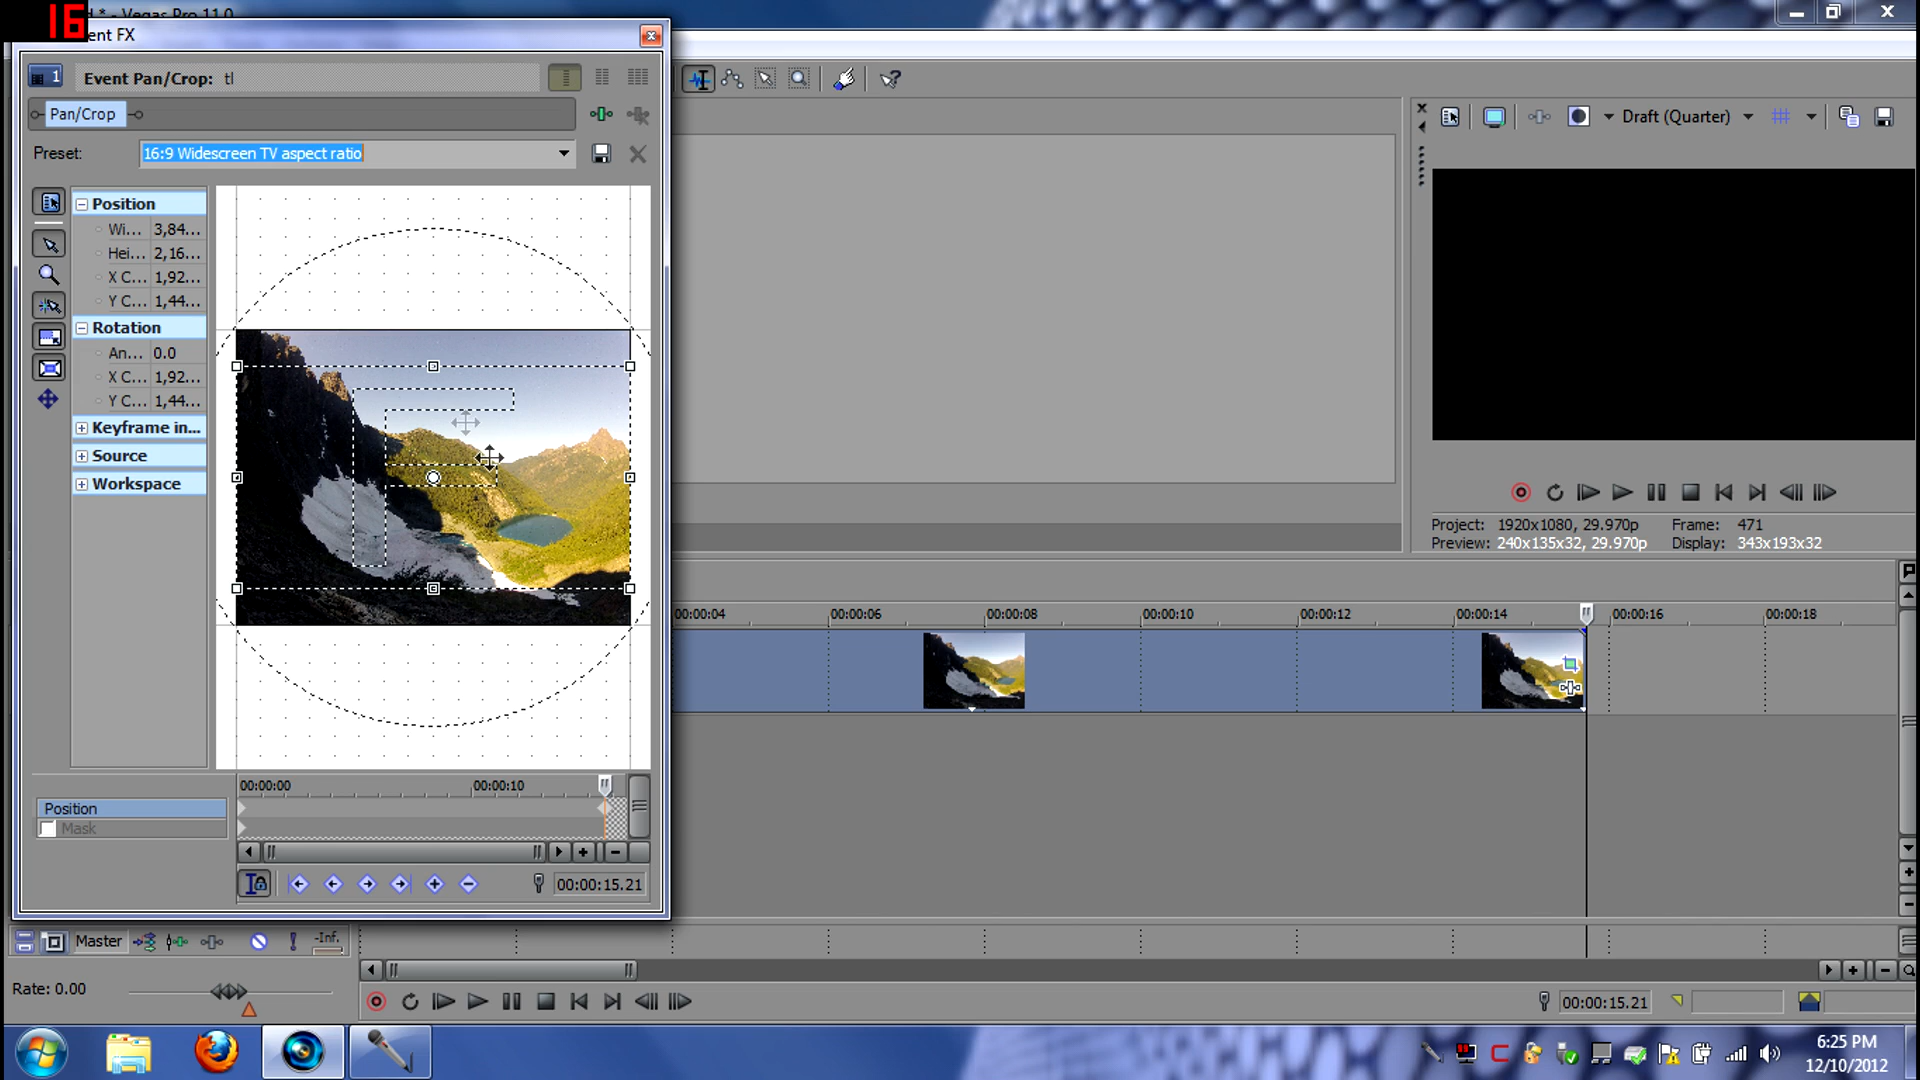 16
d * - Vegas Pro 11.0
ent FX
1
Event Pan/Crop: tl
Pan/Crop
Preset:
16:9 Widescreen TV aspect ratio
Position
Wi... 3,84...
Hei... 2,16...
X C... 1,92...
Y C... 1,44...
Rotation
An... 0.0
X C... 1,92...
Y C... 1,44...
Keyframe in...
Source
Workspace
00:00:00
00:00:10
Position
Mask
00:00:15.21
Draft (Quarter)
Project: 1920x1080, 29.970p
Frame: 471
Preview: 240x135x32, 29.970p
Display: 343x193x32
00:00:04
00:00:06
00:00:08
00:00:10
00:00:12
00:00:14
00:00:16
00:00:18
Master
-Inf.
Rate: 0.00
00:00:15.21
6:25 PM
12/10/2012